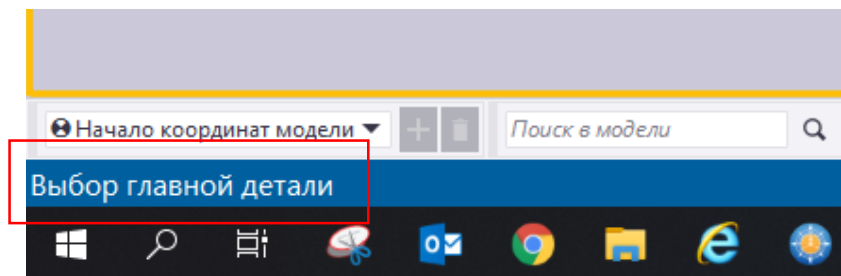 Начало координат модели
Поиск в модели
Выбор главной детали